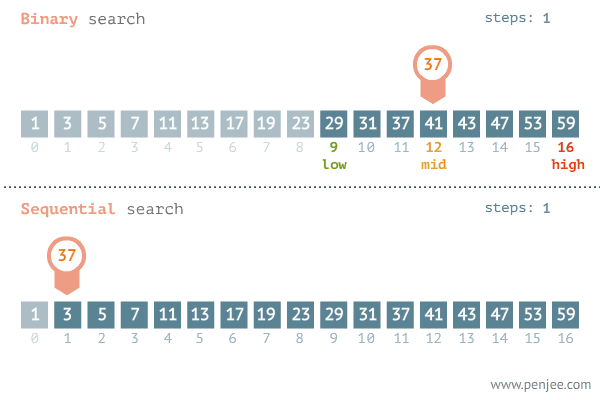 Binary search
steps: 1
37
1 3 5 7 11 13 17 19 23 29 31 37 41 43 47 53 59
0 1 2 3 4 5 6 7 8 9 10 11 12 13 14 15 16
low mid high
Sequential search
steps: 1
37
1 3 5 7 11 13 17 19 23 29 31 37 41 43 47 53 59
0 1 2 3 4 5 6 7 8 9 10 11 12 13 14 15 16
www.penjee.com